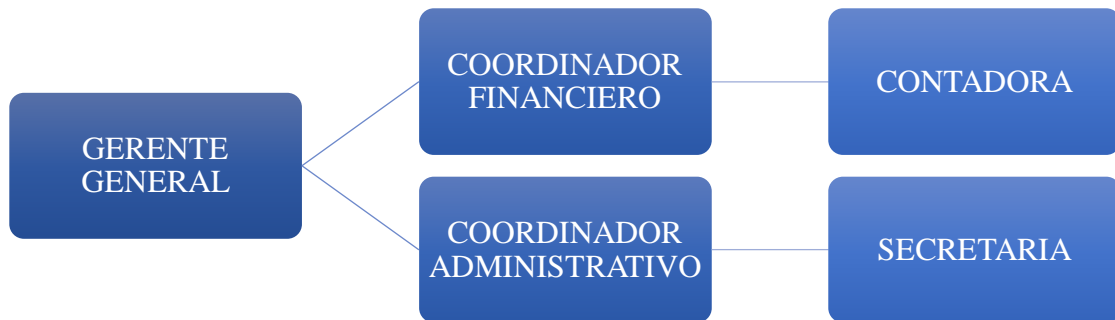 GERENTE
GENERAL
COORDINADOR
FINANCIERO
CONTADORA
COORDINADOR
ADMINISTRATIVO
SECRETARIA